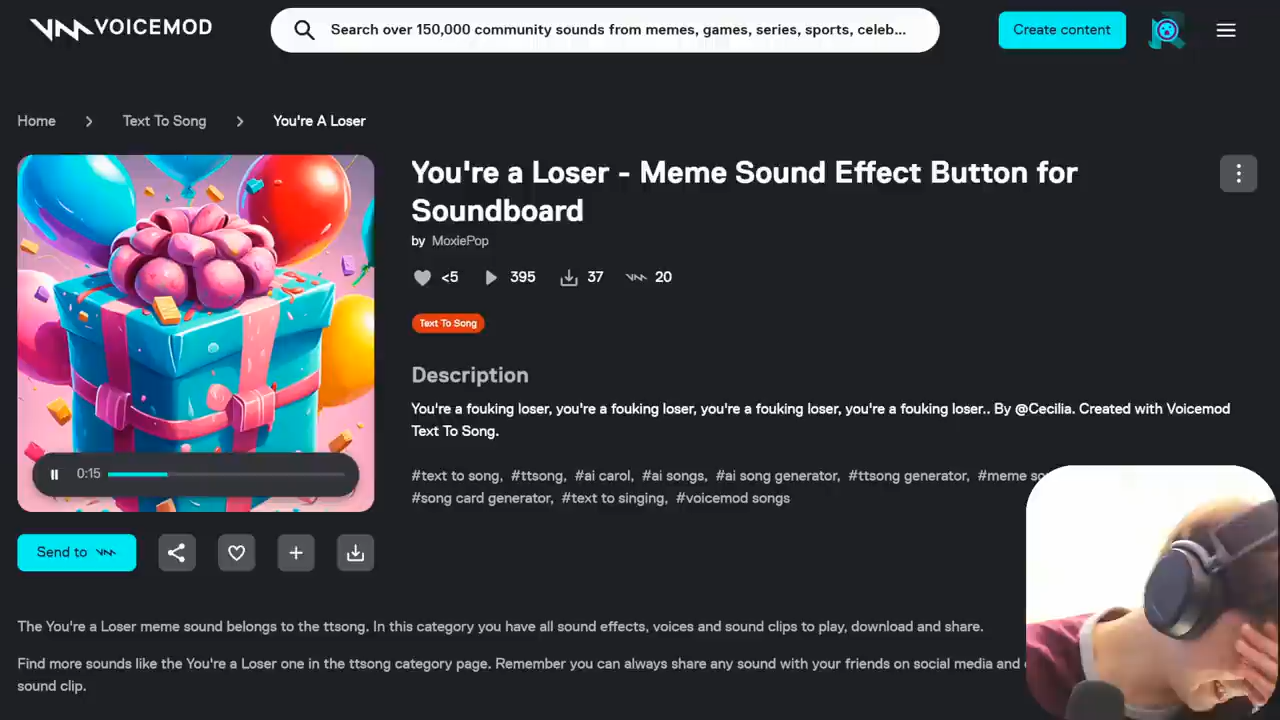 VOICEMOD
Search over 150,000 community sounds from memes, games, series, sports, celeb...
Create content
Home > Text To Song > You're A Loser
You're a Loser - Meme Sound Effect Button for
Soundboard
by MoxiePop
<5 395 37 20
Text To Song
Description
You're a fouking loser, you're a fouking loser, you're a fouking loser, you're a fouking loser.. By @Cecilia. Created with Voicemod
Text To Song.
#text to song, #ttsong, #ai carol, #ai songs, #ai song generator, #ttsong generator, #meme
#song card generator, #text to singing, #voicemod songs
0:15
Send to
The You're a Loser meme sound belongs to the ttsong. In this category you have all sound effects, voices and sound clips to play, download and share.
Find more sounds like the You're a Loser one in the ttsong category page. Remember you can always share any sound with your friends on social media and
sound clip.